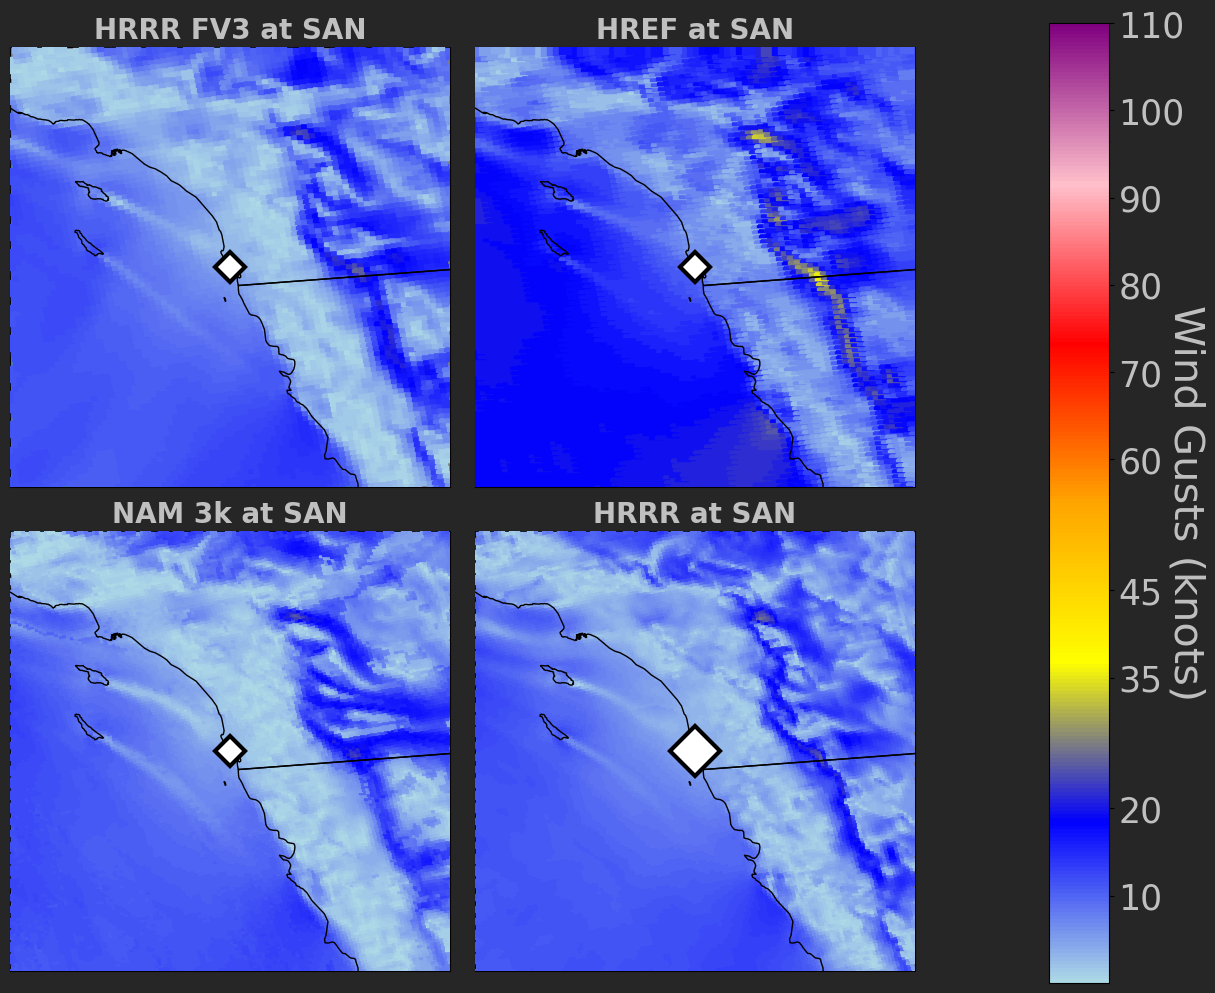 HRRR FV3 at SAN
HREF at SAN
NAM 3k at SAN
HRRR at SAN
110
100
90
80
70
60
45
35
20
10
Wind Gusts (knots)